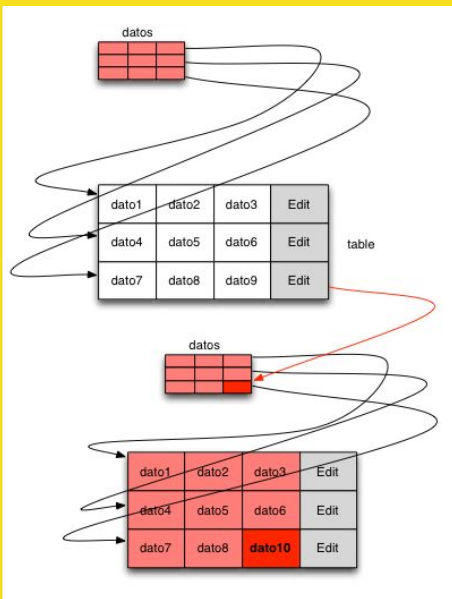 datos
dato1 dato2 dato3 Edit
dato4 dato5 dato6 Edit
table
dato7 dato8 dato9 Edit
datos
dato1 dato2 dato3 Edit
dato4 dato5 dato6 Edit
dato7 dato8 dato10 Edit